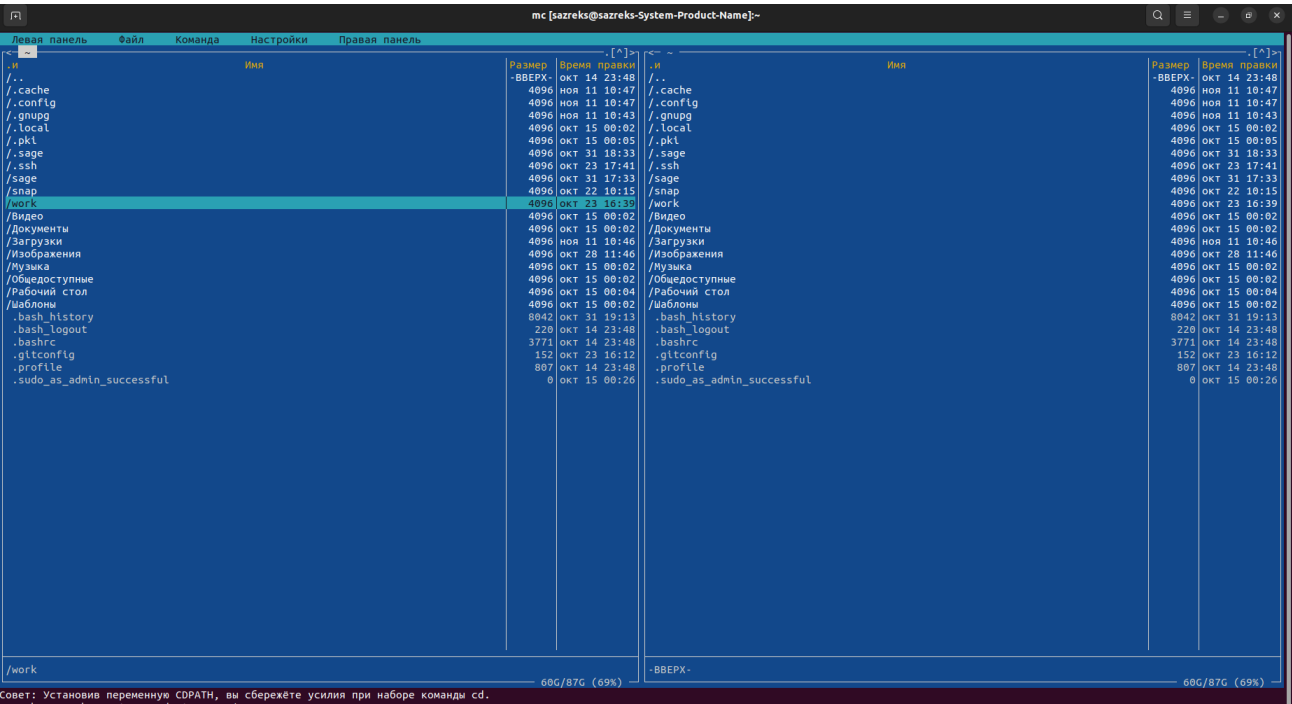 mc [sazreks@sazreks-System-Product-Name]:~
Левая панель Файл Команда Настройки Правая панель
<─ ~ .[^]> <─ ~ .[^]>
.и Имя Размер Время правки .и Имя Размер Время правки
/.. -ВВЕРХ- окт 14 23:48 /.. -ВВЕРХ- окт 14 23:48
/.cache 4096 ноя 11 10:47 /.cache 4096 ноя 11 10:47
/.config 4096 ноя 11 10:47 /.config 4096 ноя 11 10:47
/.gnupg 4096 ноя 11 10:43 /.gnupg 4096 ноя 11 10:43
/.local 4096 окт 15 00:02 /.local 4096 окт 15 00:02
/.pki 4096 окт 15 00:05 /.pki 4096 окт 15 00:05
/.sage 4096 окт 31 18:33 /.sage 4096 окт 31 18:33
/.ssh 4096 окт 23 17:41 /.ssh 4096 окт 23 17:41
/sage 4096 окт 31 17:33 /sage 4096 окт 31 17:33
/snap 4096 окт 22 10:15 /snap 4096 окт 22 10:15
/work 4096 окт 23 16:39 /work 4096 окт 23 16:39
/Видео 4096 окт 15 00:02 /Видео 4096 окт 15 00:02
/Документы 4096 окт 15 00:02 /Документы 4096 окт 15 00:02
/Загрузки 4096 ноя 11 10:46 /Загрузки 4096 ноя 11 10:46
/Изображения 4096 окт 28 11:46 /Изображения 4096 окт 28 11:46
/Музыка 4096 окт 15 00:02 /Музыка 4096 окт 15 00:02
/Общедоступные 4096 окт 15 00:02 /Общедоступные 4096 окт 15 00:02
/Рабочий стол 4096 окт 15 00:04 /Рабочий стол 4096 окт 15 00:04
/Шаблоны 4096 окт 15 00:02 /Шаблоны 4096 окт 15 00:02
.bash_history 8042 окт 31 19:13 .bash_history 8042 окт 31 19:13
.bash_logout 220 окт 14 23:48 .bash_logout 220 окт 14 23:48
.bashrc 3771 окт 14 23:48 .bashrc 3771 окт 14 23:48
.gitconfig 152 окт 23 16:12 .gitconfig 152 окт 23 16:12
.profile 807 окт 14 23:48 .profile 807 окт 14 23:48
.sudo_as_admin_successful 0 окт 15 00:26 .sudo_as_admin_successful 0 окт 15 00:26
/work -ВВЕРХ-
60G/87G (69%) 60G/87G (69%)
Совет: Установив переменную CDPATH, вы сбережёте усилия при наборе команды cd.